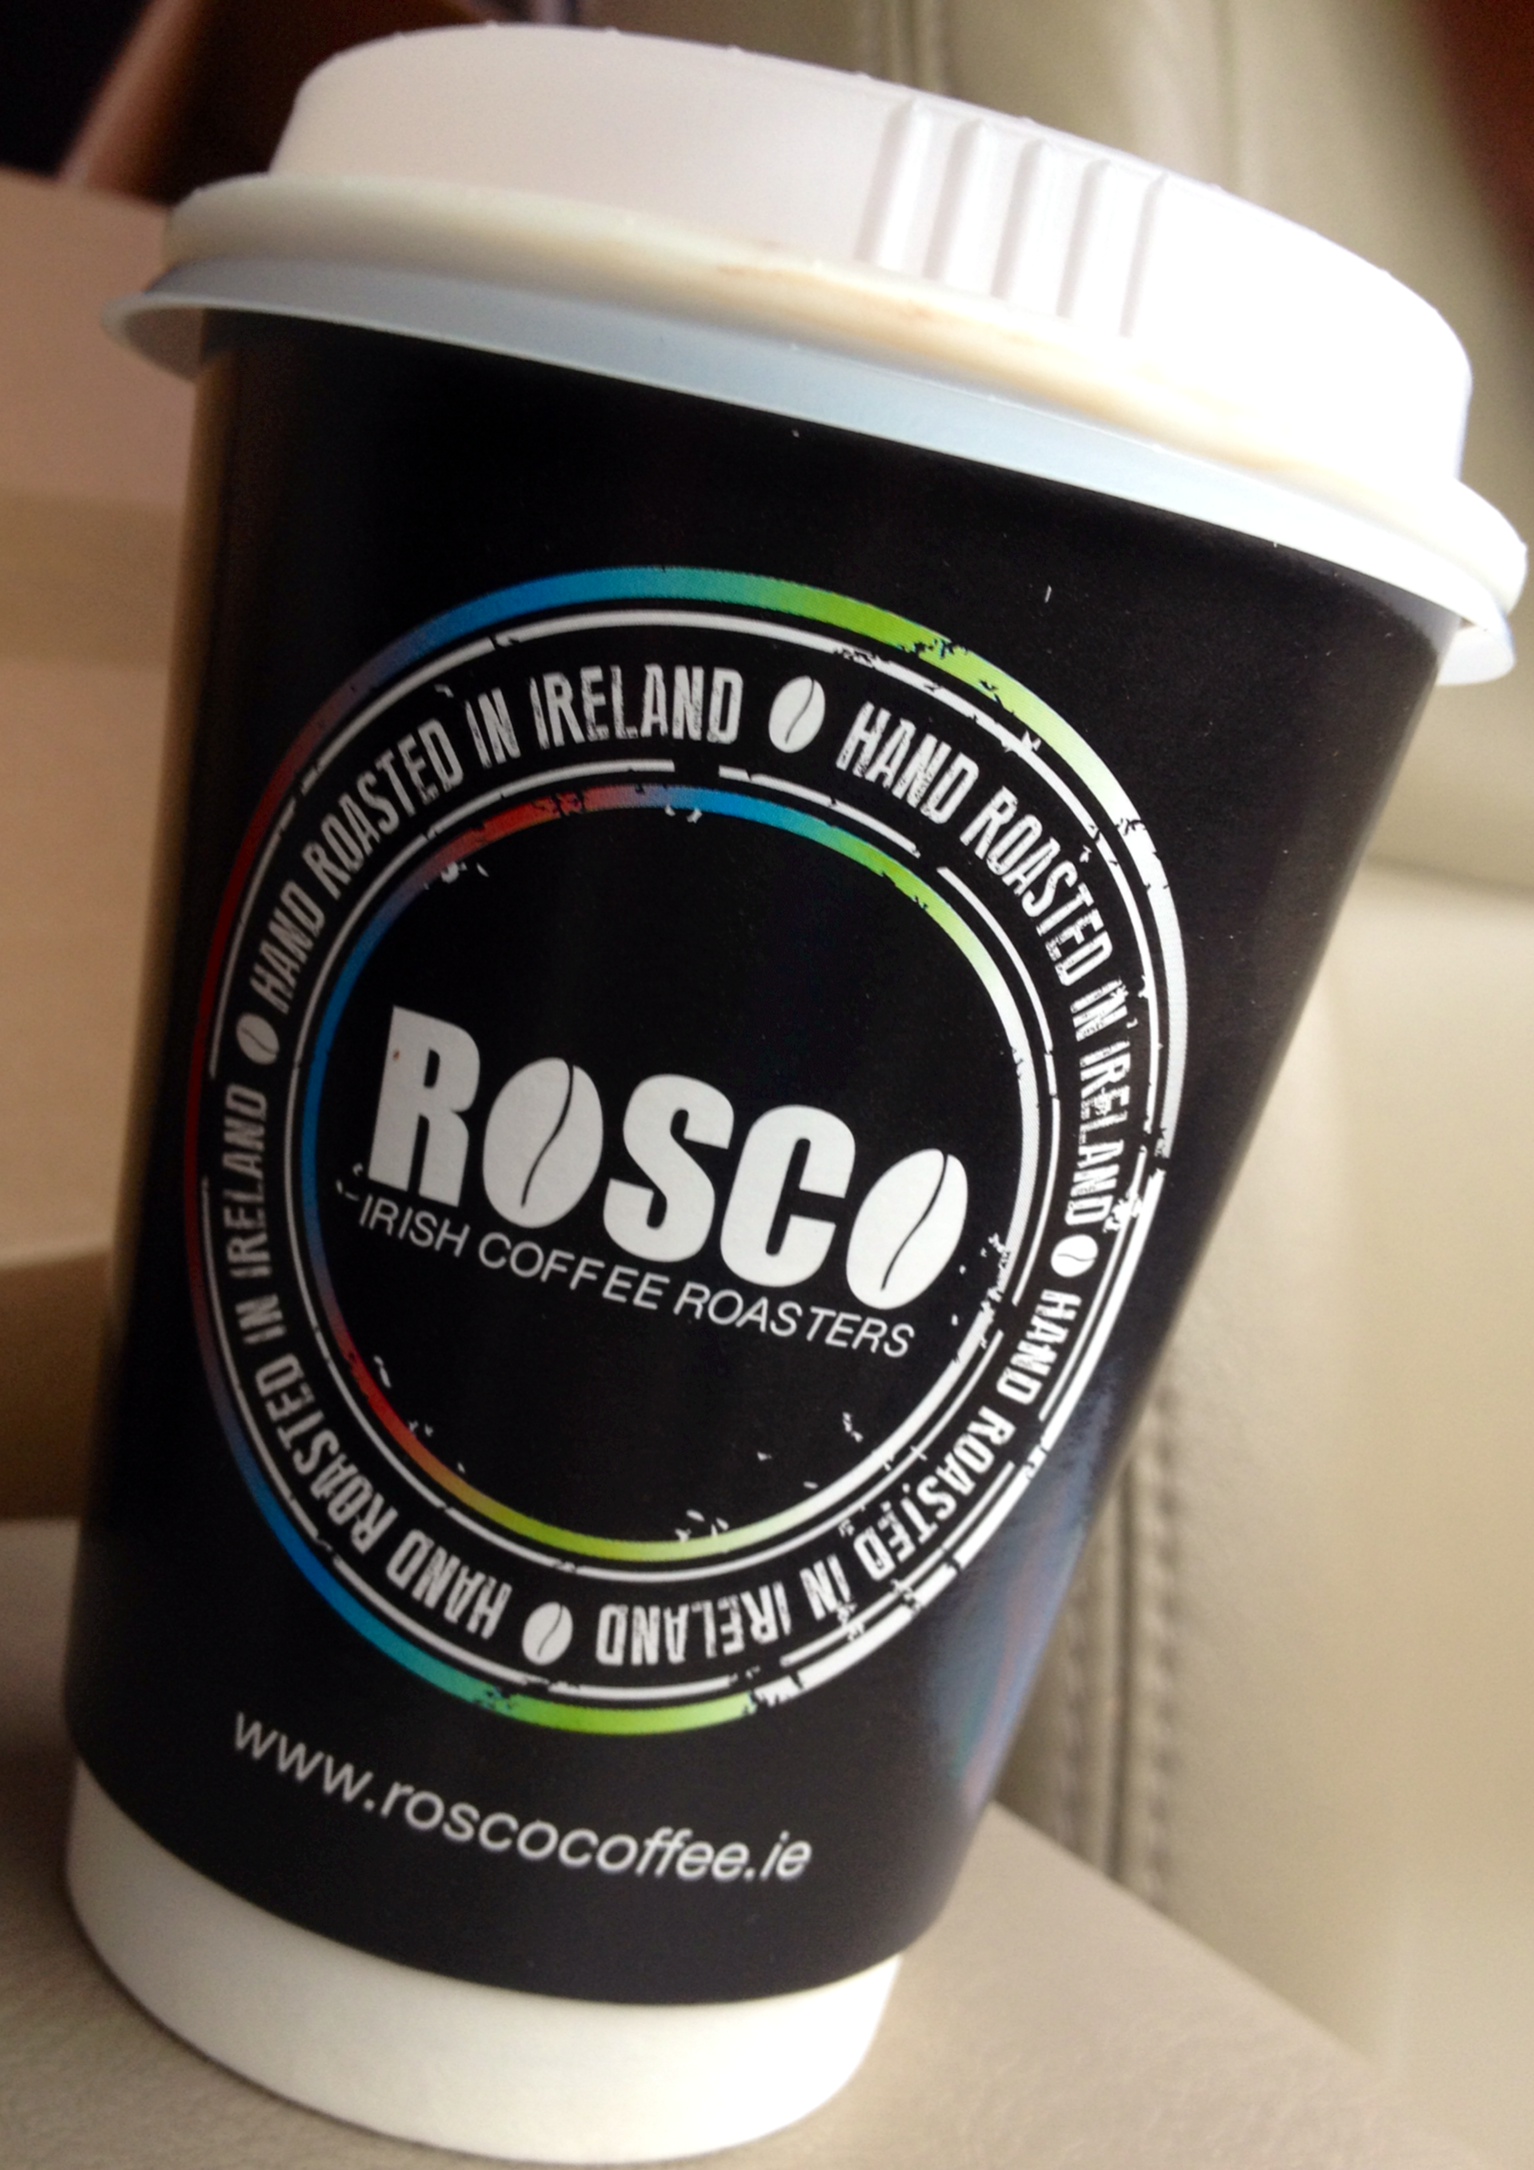 HAND ROASTED IN IRELAND
HAND ROASTED IN IRELAND
HAND ROASTED IN IRELAND
HAND ROASTED IN IRELAND
ROSCO
IRISH COFFEE ROASTERS
www.roscocoffee.ie